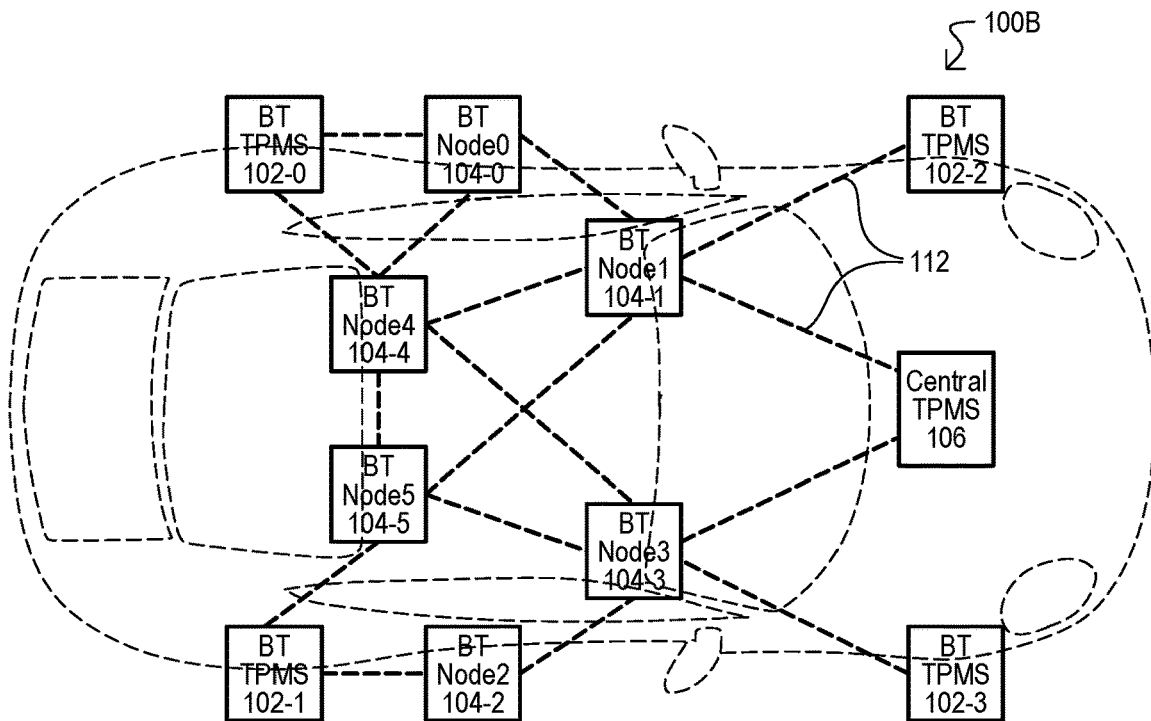 100B
BT
TPMS
102-0
BT
Node0
104-0
BT
TPMS
102-2
BT
Node1
104-1
112
BT
Node4
104-4
Central
TPMS
106
BT
Node5
104-5
BT
Node3
104-3
BT
TPMS
102-1
BT
Node2
104-2
BT
TPMS
102-3